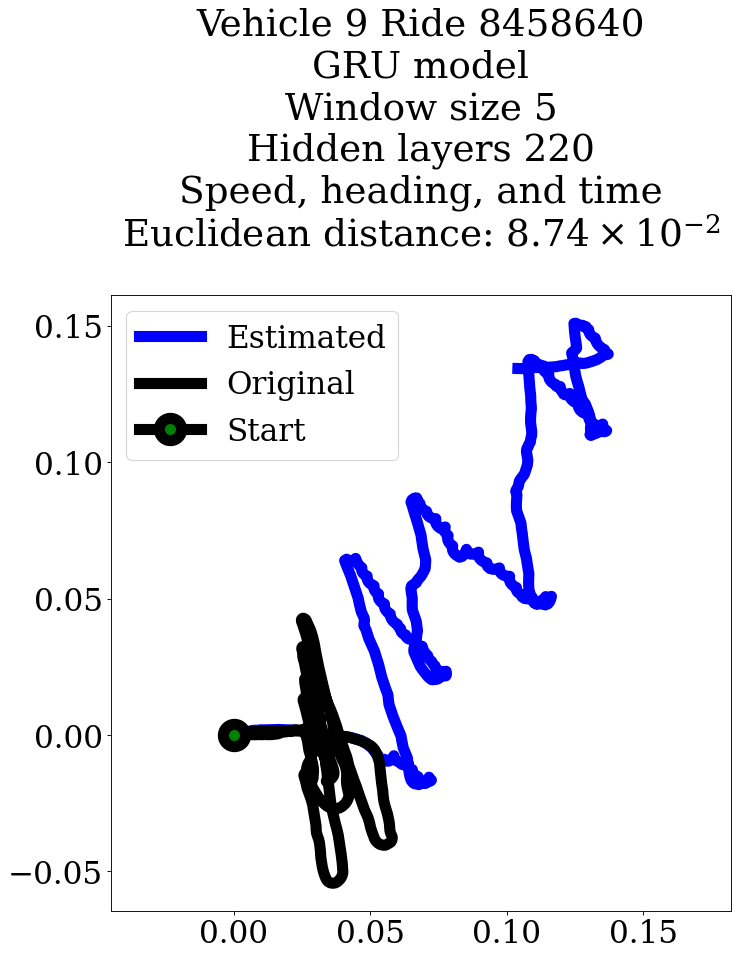 Vehicle 9 Ride 8458640
GRU model
Window size 5
Hidden layers 220
Speed, heading, and time
Euclidean distance: 8.74 × 10⁻²
Estimated
Original
Start
0.15
0.10
0.05
0.00
−0.05
0.00 0.05 0.10 0.15